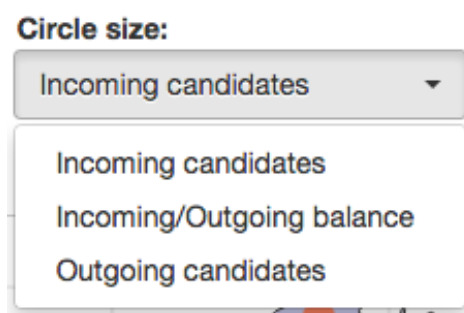 Circle size:
Incoming candidates
Incoming candidates
Incoming/Outgoing balance
Outgoing candidates